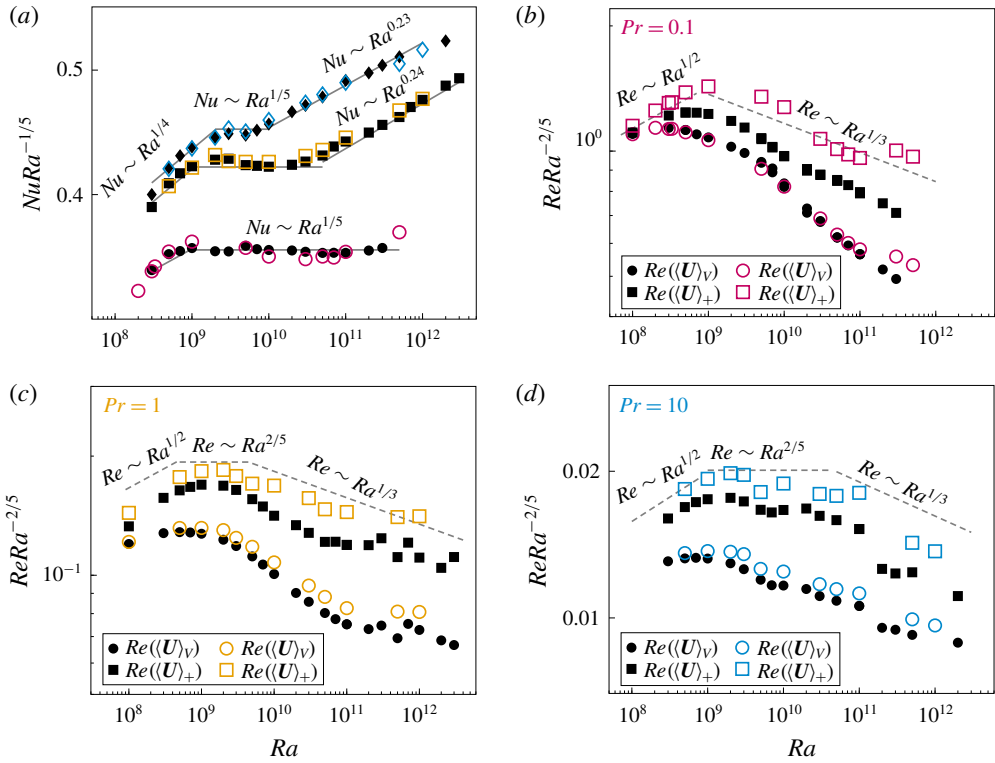 (a)
Nu ~ Ra^0.23
Nu ~ Ra^1/5
Nu ~ Ra^0.24
Nu ~ Ra^1/4
Nu ~ Ra^1/5
0.5
0.4
NuRa^−1/5
10^8 10^9 10^10 10^11 10^12
(b)
Pr = 0.1
Re ~ Ra^1/2
Re ~ Ra^1/3
10^0
ReRa^−2/5
Re(⟨U⟩_V) Re(⟨U⟩_V)
Re(⟨U⟩_+) Re(⟨U⟩_+)
10^8 10^9 10^10 10^11 10^12
(c)
Pr = 1
Re ~ Ra^1/2
Re ~ Ra^2/5
Re ~ Ra^1/3
10^−1
ReRa^−2/5
Re(⟨U⟩_V) Re(⟨U⟩_V)
Re(⟨U⟩_+) Re(⟨U⟩_+)
10^8 10^9 10^10 10^11 10^12
Ra
(d)
Pr = 10
Re ~ Ra^1/2
Re ~ Ra^2/5
Re ~ Ra^1/3
0.02
0.01
ReRa^−2/5
Re(⟨U⟩_V) Re(⟨U⟩_V)
Re(⟨U⟩_+) Re(⟨U⟩_+)
10^8 10^9 10^10 10^11 10^12
Ra